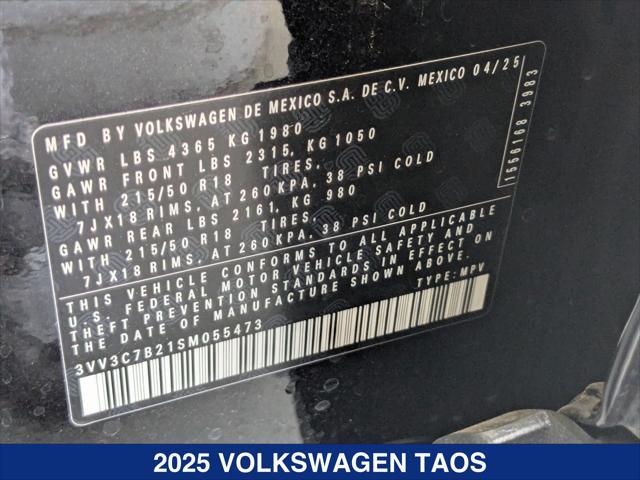 MFD BY VOLKSWAGEN DE MEXICO S.A. DE C.V. MEXICO 04/25
GVWR LBS 4365 KG 1980
GAWR FRONT LBS 2315, KG 1050
WITH 215/50 R18 TIRES,
7JX18 RIMS, AT 260 KPA, 38 PSI COLD
GAWR REAR LBS 2161, KG 980
WITH 215/50 R18 TIRES,
7JX18 RIMS, AT 260 KPA, 38 PSI COLD
THIS VEHICLE CONFORMS TO ALL APPLICABLE
U.S. FEDERAL MOTOR VEHICLE SAFETY AND
THEFT PREVENTION STANDARDS IN EFFECT ON
THE DATE OF MANUFACTURE SHOWN ABOVE.
3VV3C7B21SM055473 TYPE: MPV
1556168 3983
2025 VOLKSWAGEN TAOS